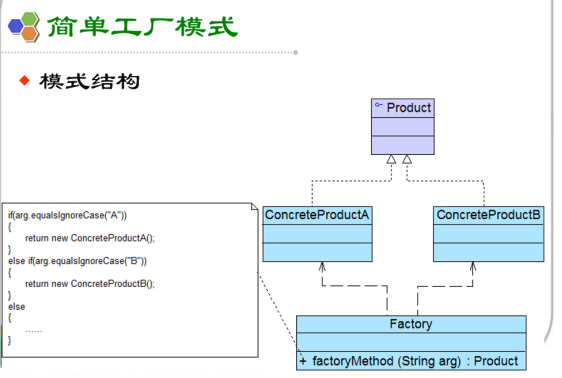 简单工厂模式
模式结构
Product
ConcreteProductA
ConcreteProductB
if(arg.equalsIgnoreCase("A"))
{
return new ConcreteProductA();
}
else if(arg.equalsIgnoreCase("B"))
{
return new ConcreteProductB();
}
else
{
......
}
Factory
+ factoryMethod (String arg) : Product